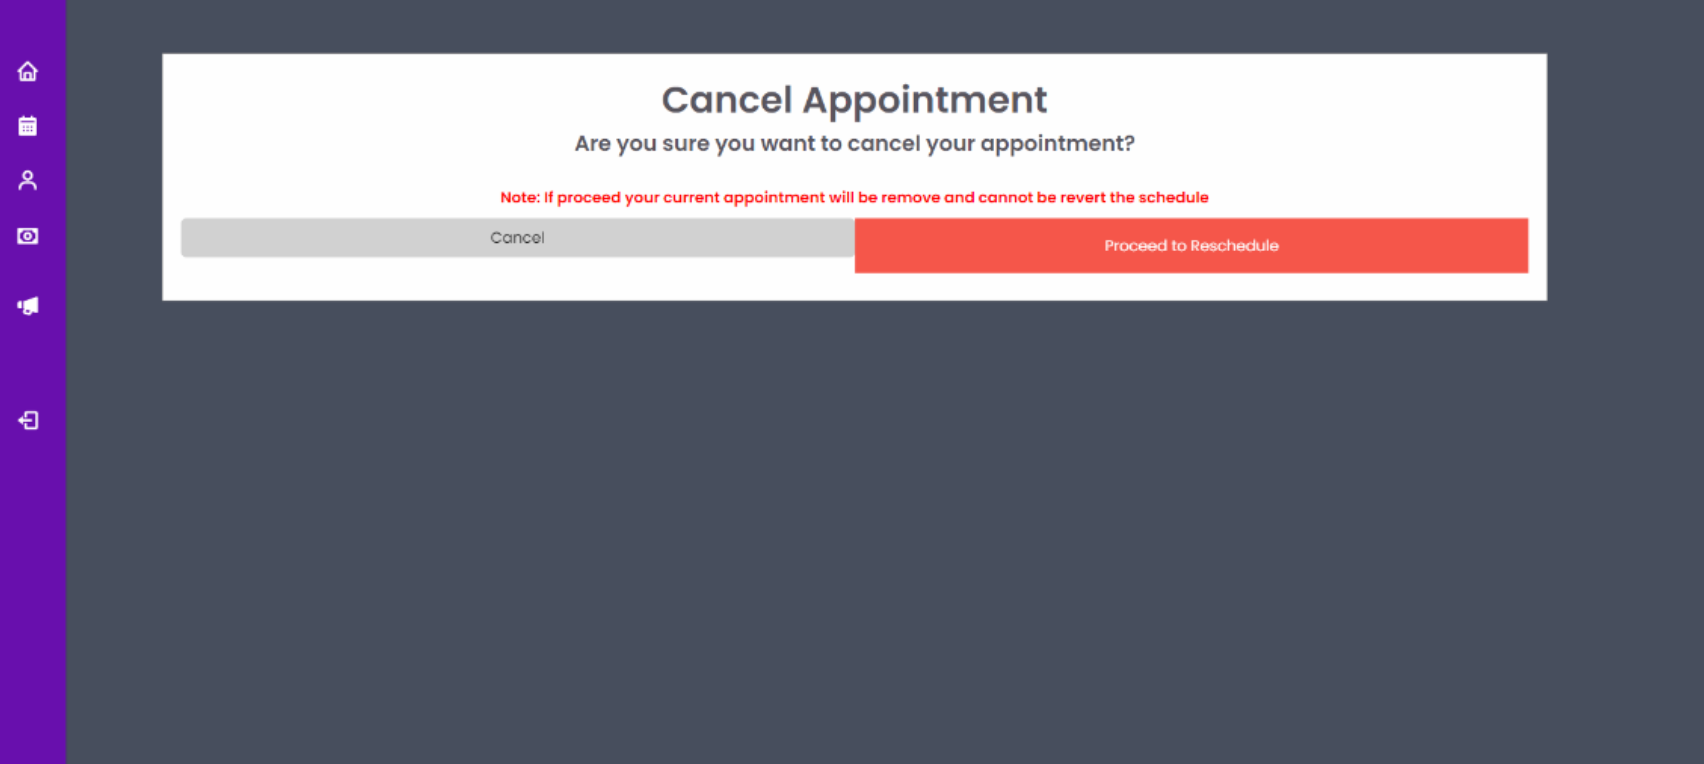 Cancel Appointment
Are you sure you want to cancel your appointment?
Note: If proceed your current appointment will be remove and cannot be revert the schedule
Cancel
Proceed to Reschedule